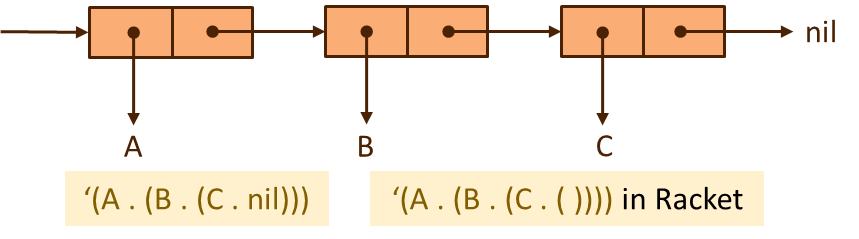 nil
A B C
‘(A . (B . (C . nil)))
‘(A . (B . (C . ( )))) in Racket